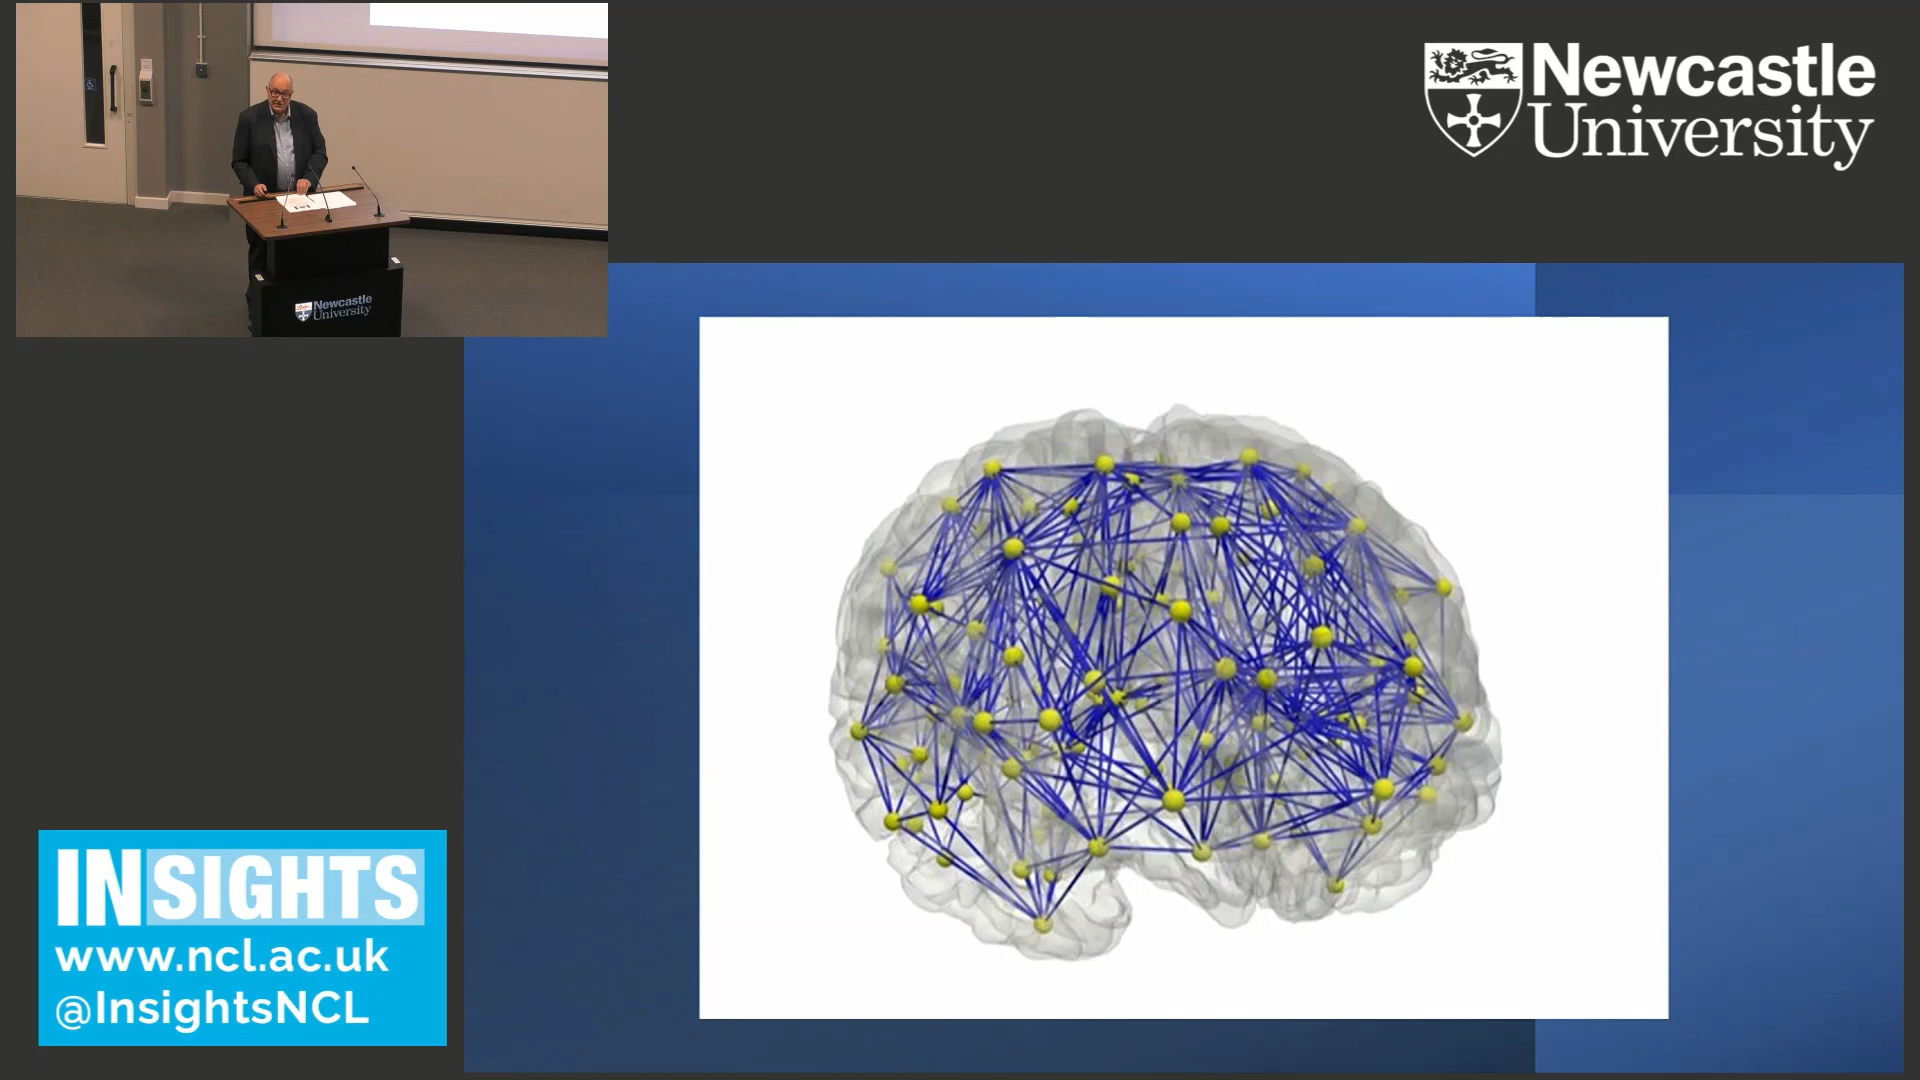 Newcastle
University
Newcastle
University
INSIGHTS
www.ncl.ac.uk
@InsightsNCL